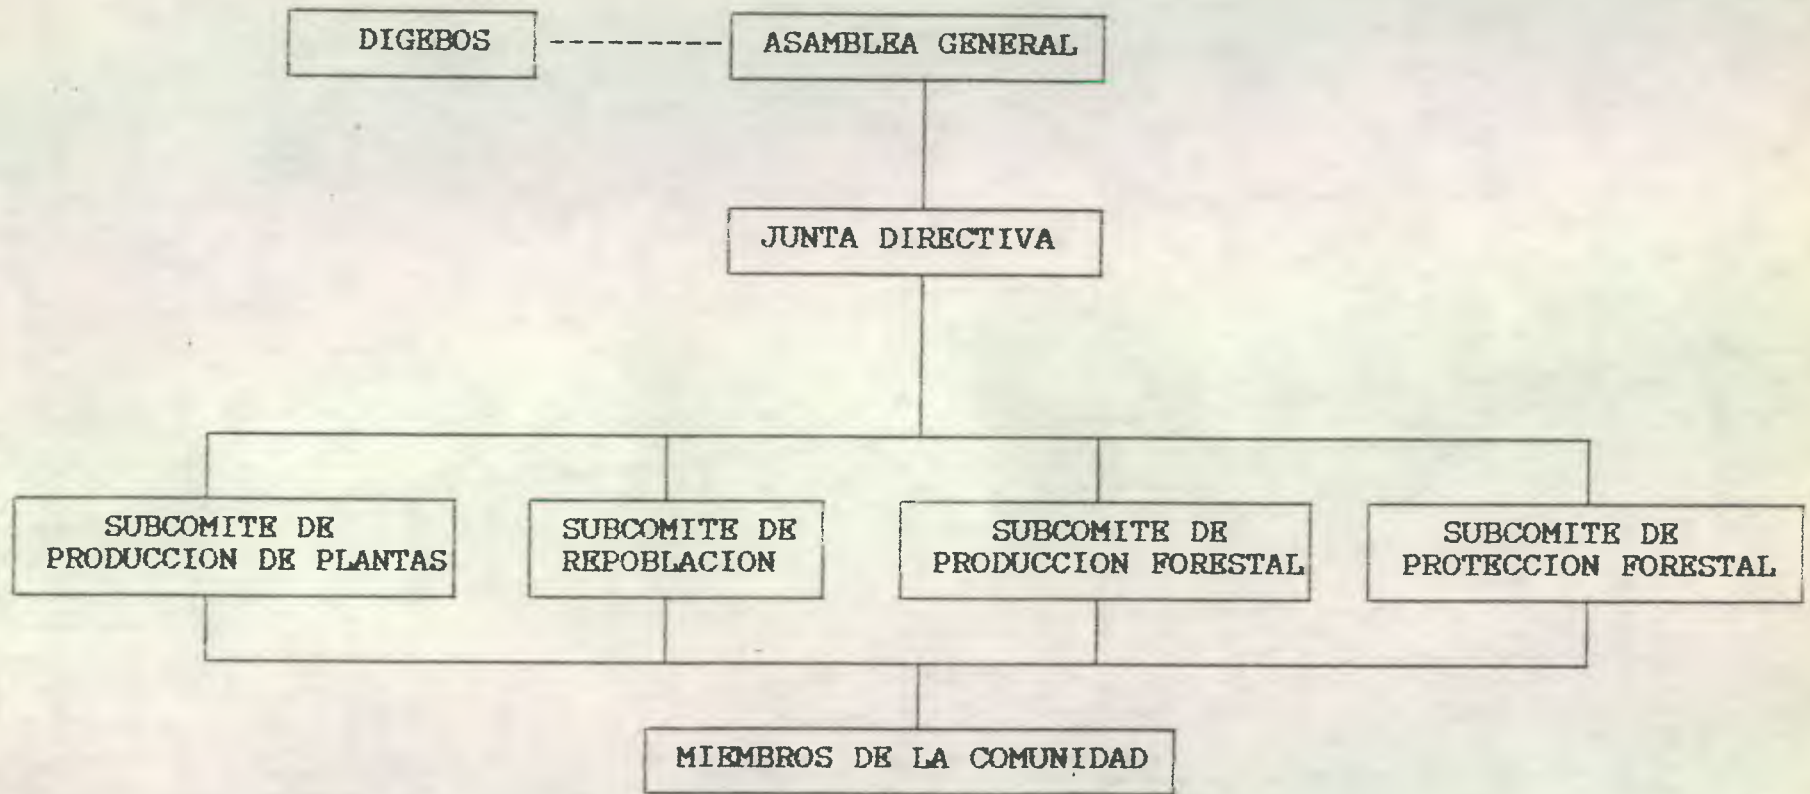 DIGEBOS
ASAMBLEA GENERAL
JUNTA DIRECTIVA
SUBCOMITE DE
PRODUCCION DE PLANTAS
SUBCOMITE DE
REPOBLACION
SUBCOMITE DE
PRODUCCION FORESTAL
SUBCOMITE DE
PROTECCION FORESTAL
MIEMBROS DE LA COMUNIDAD